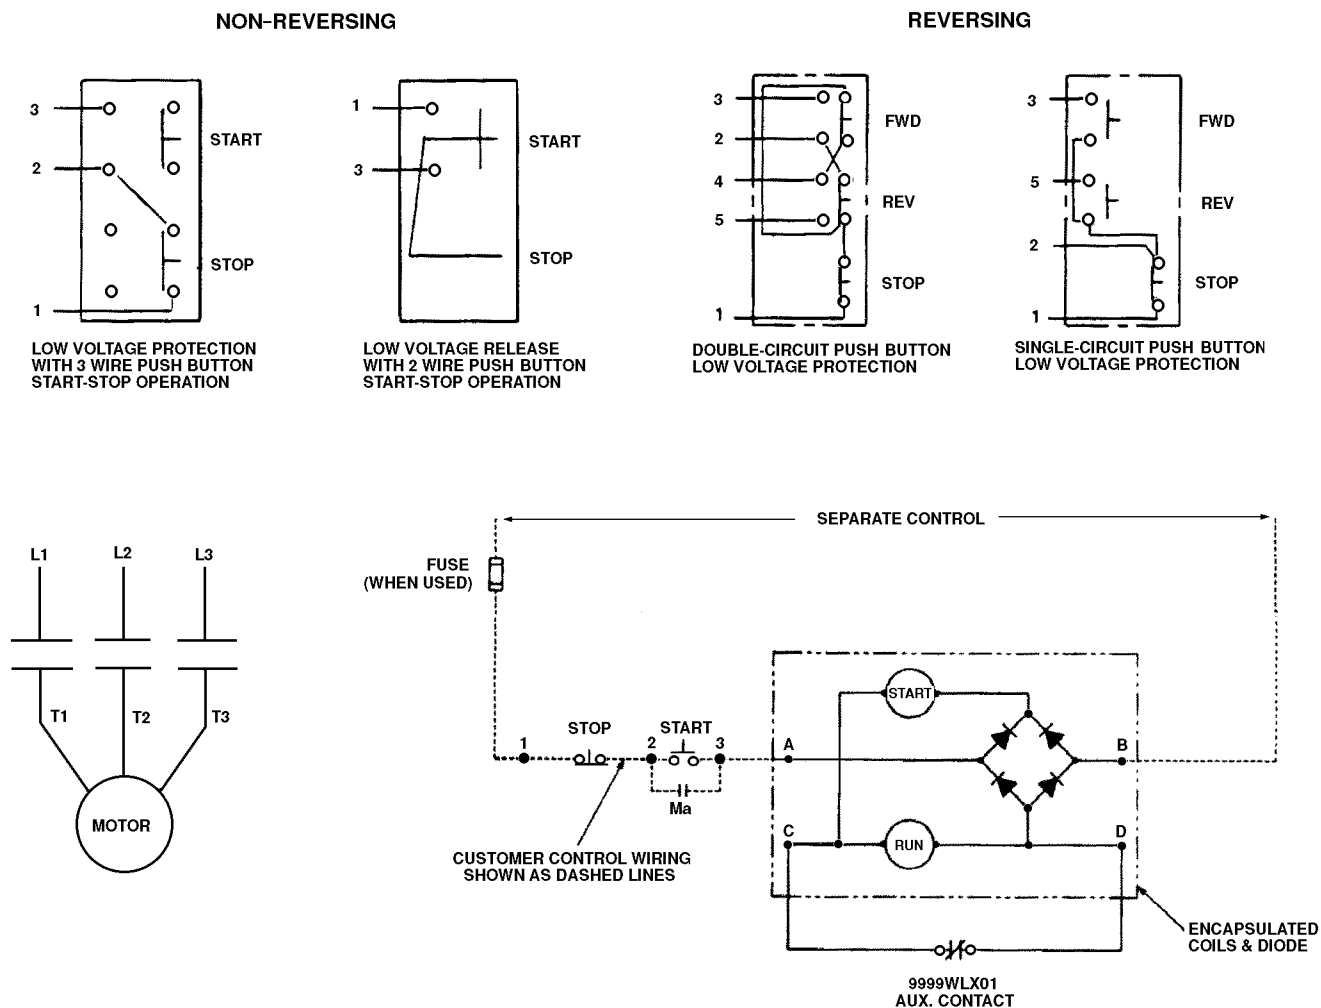 NON-REVERSING
REVERSING
3
START
2
STOP
1
LOW VOLTAGE PROTECTION
WITH 3 WIRE PUSH BUTTON
START-STOP OPERATION
1
START
3
STOP
LOW VOLTAGE RELEASE
WITH 2 WIRE PUSH BUTTON
START-STOP OPERATION
3
FWD
2
4
REV
5
STOP
1
DOUBLE-CIRCUIT PUSH BUTTON
LOW VOLTAGE PROTECTION
3
FWD
5
REV
2
STOP
1
SINGLE-CIRCUIT PUSH BUTTON
LOW VOLTAGE PROTECTION
L1 L2 L3
T1 T2 T3
MOTOR
SEPARATE CONTROL
FUSE
(WHEN USED)
START
STOP START
1 2 3 A B
Ma
C RUN D
CUSTOMER CONTROL WIRING
SHOWN AS DASHED LINES
ENCAPSULATED
COILS & DIODE
9999WLX01
AUX. CONTACT